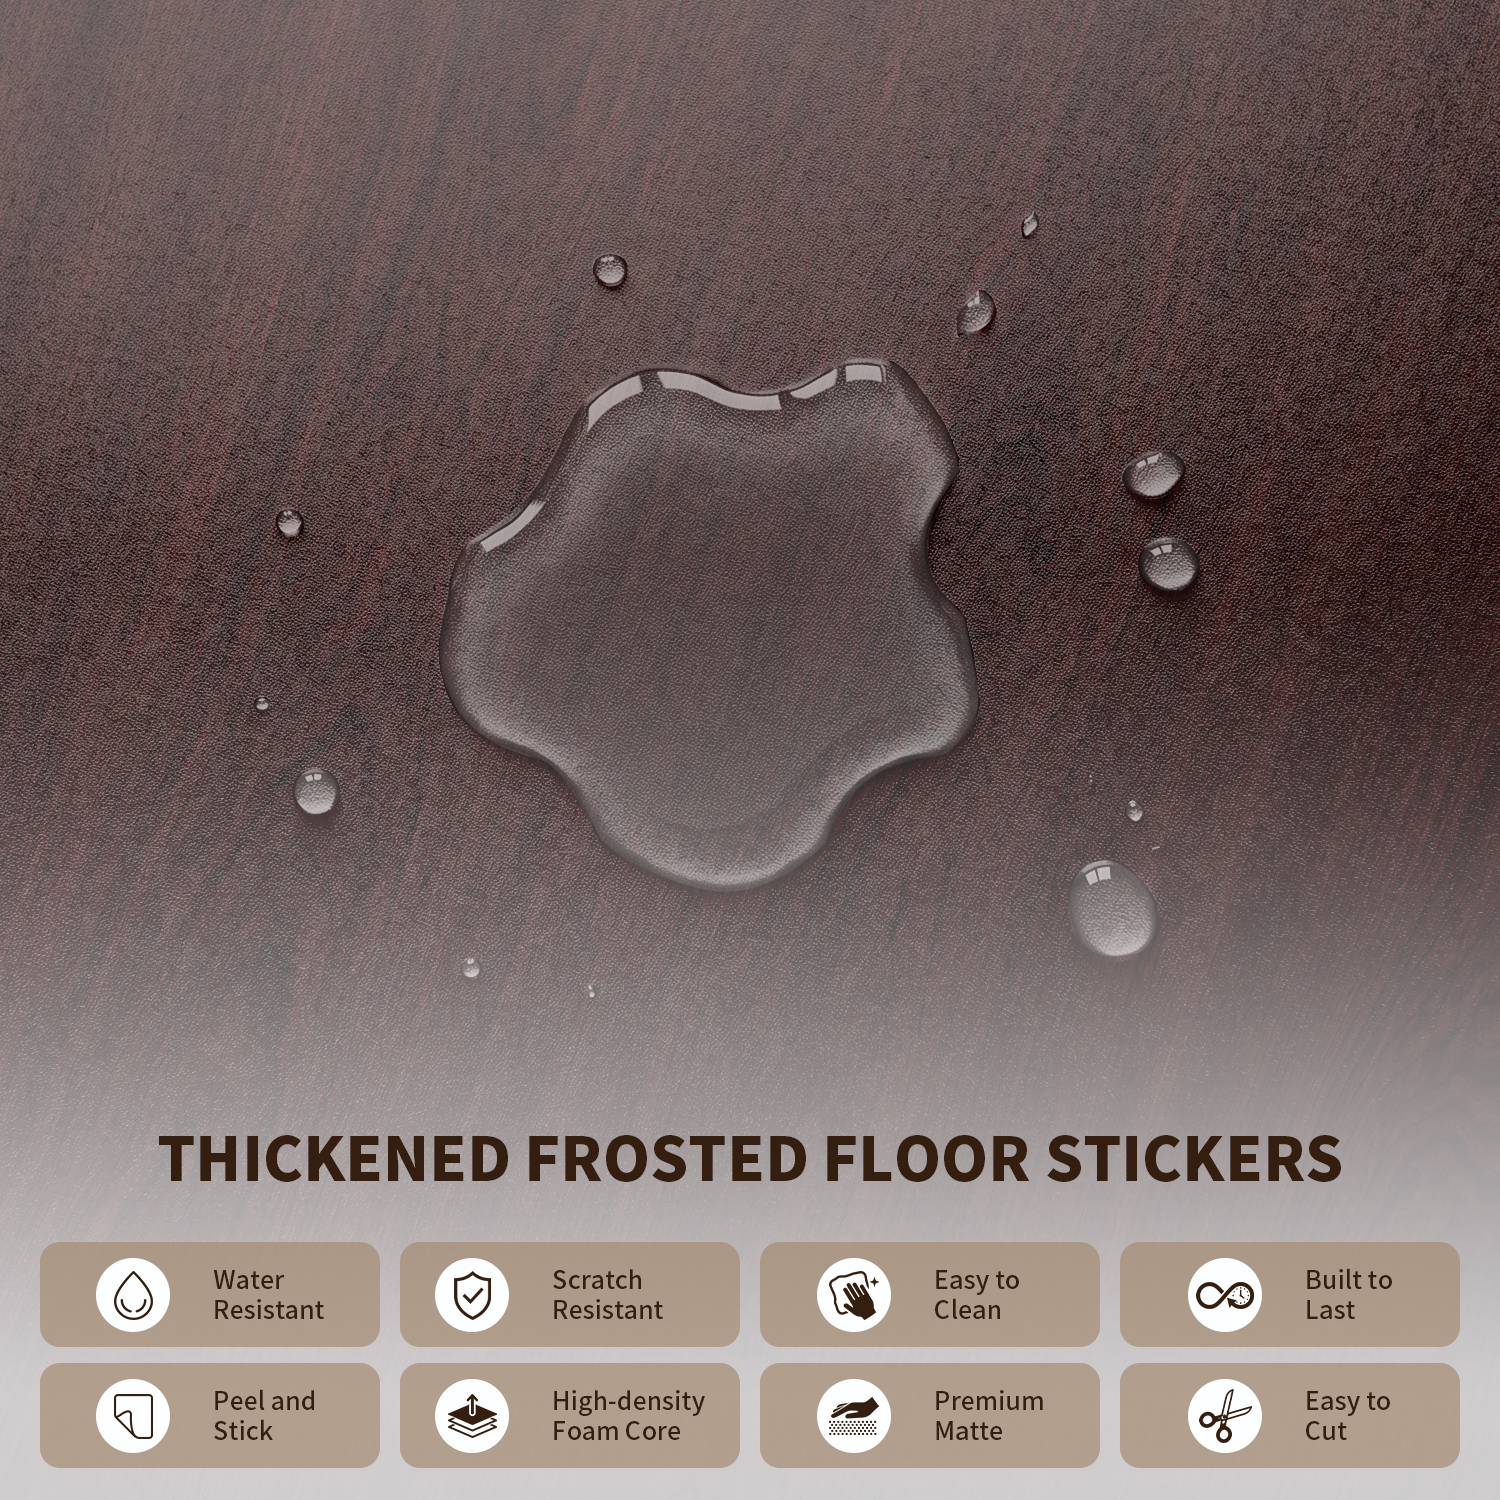 THICKENED FROSTED FLOOR STICKERS
Water
Resistant
Scratch
Resistant
Easy to
Clean
Built to
Last
Peel and
Stick
High-density
Foam Core
Premium
Matte
Easy to
Cut